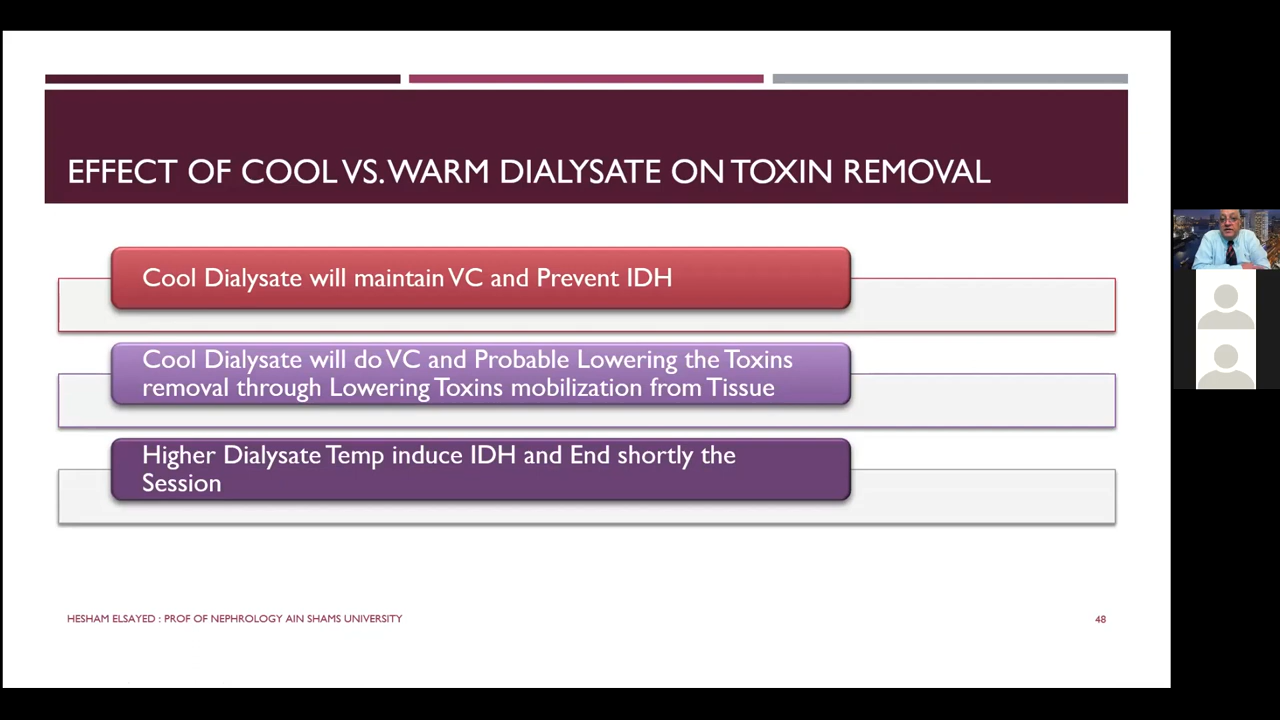 EFFECT OF COOL VS. WARM DIALYSATE ON TOXIN REMOVAL
Cool Dialysate will maintain VC and Prevent IDH
Cool Dialysate will do VC and Probable Lowering the Toxins
removal through Lowering Toxins mobilization from Tissue
Higher Dialysate Temp induce IDH and End shortly the
Session
HESHAM ELSAYED : PROF OF NEPHROLOGY AIN SHAMS UNIVERSITY
48